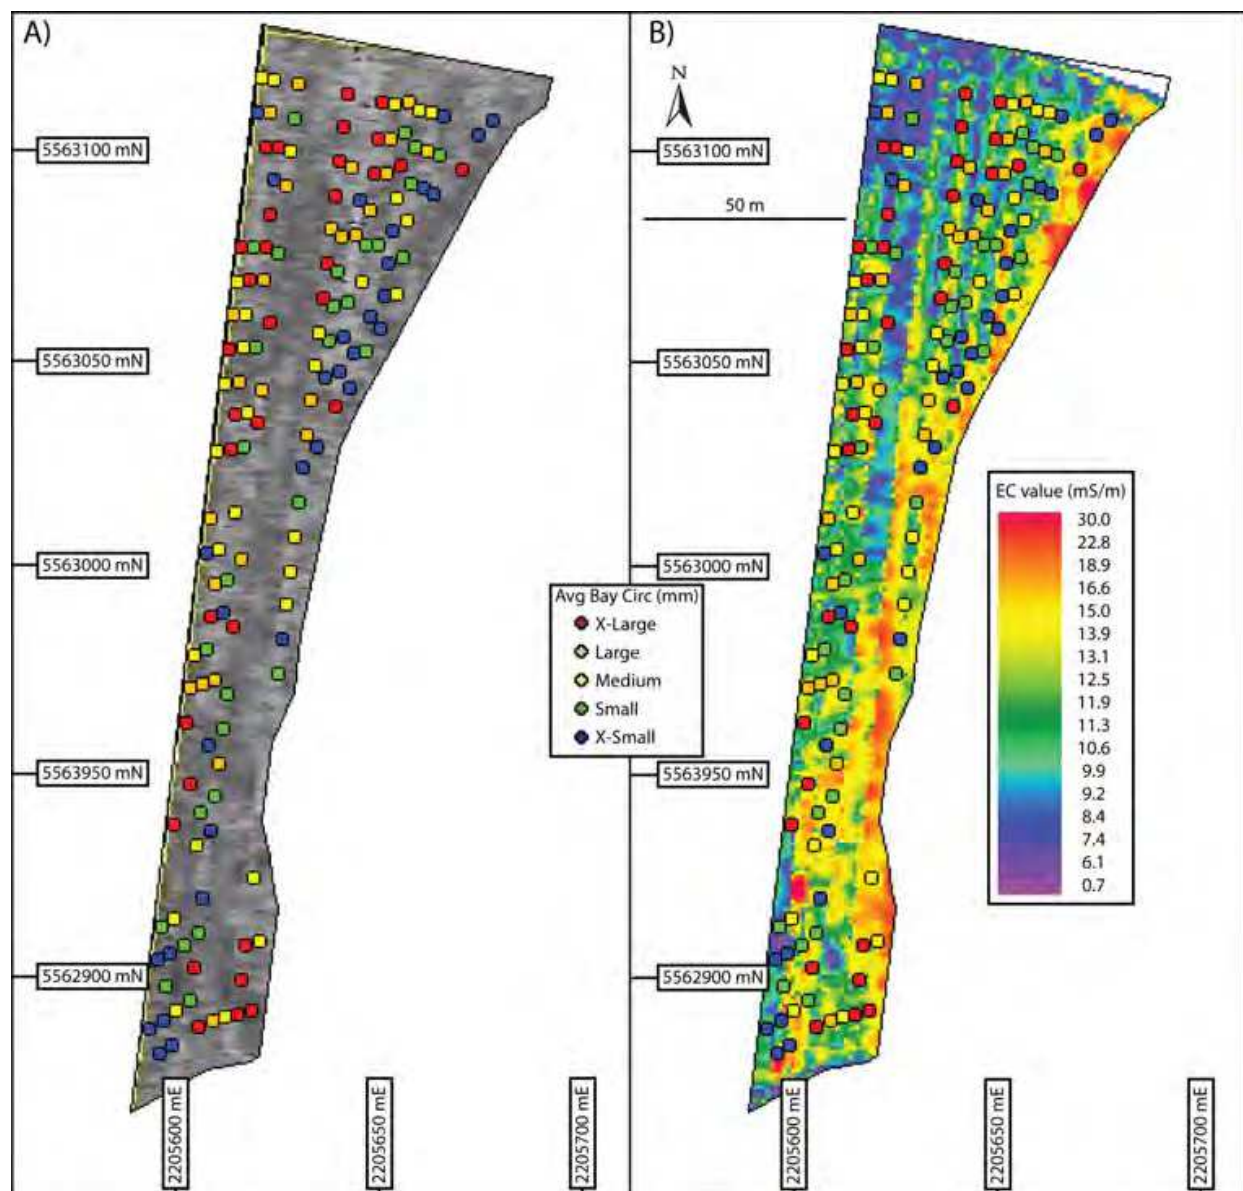 A)
B)
N
5563100 mN
5563100 mN
50 m
5563050 mN
5563050 mN
EC value (mS/m)
30.0
22.8
18.9
16.6
15.0
13.9
13.1
12.5
11.9
11.3
10.6
9.9
9.2
8.4
7.4
6.1
0.7
5563000 mN
5563000 mN
Avg Bay Circ (mm)
X-Large
Large
Medium
Small
X-Small
5563950 mN
5563950 mN
5562900 mN
5562900 mN
2205600 mE
2205650 mE
2205700 mE
2205600 mE
2205650 mE
2205700 mE